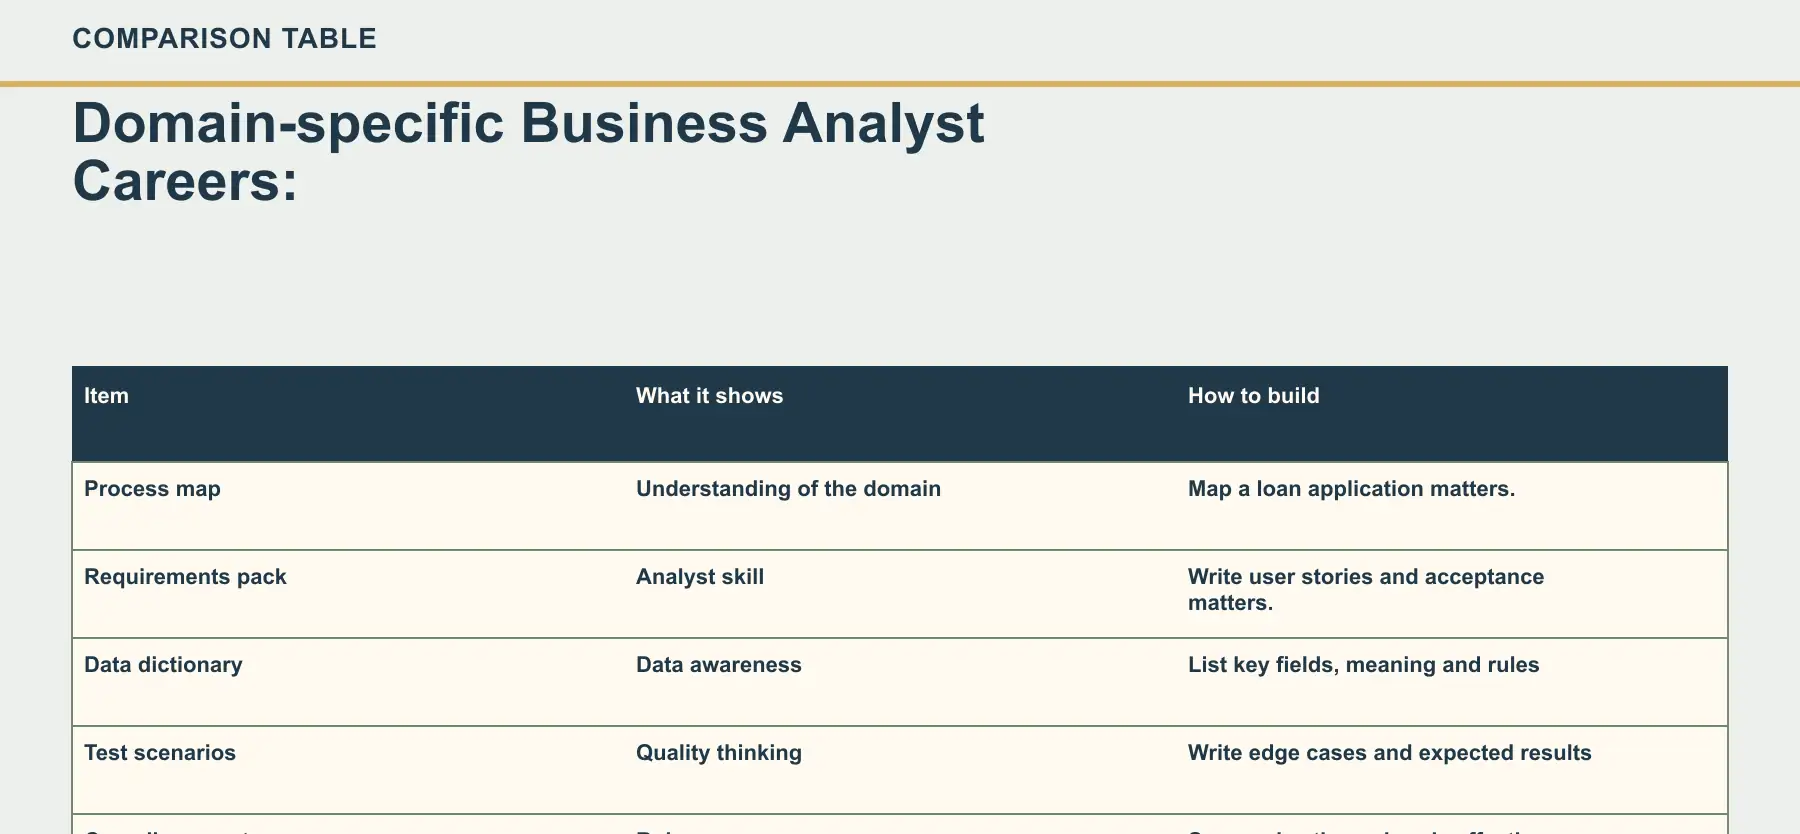 COMPARISON TABLE
Domain-specific Business Analyst
Careers:
Item
What it shows
How to build
Process map
Understanding of the domain
Map a loan application matters.
Requirements pack
Analyst skill
Write user stories and acceptance
matters.
Data dictionary
Data awareness
List key fields, meaning and rules
Test scenarios
Quality thinking
Write edge cases and expected results